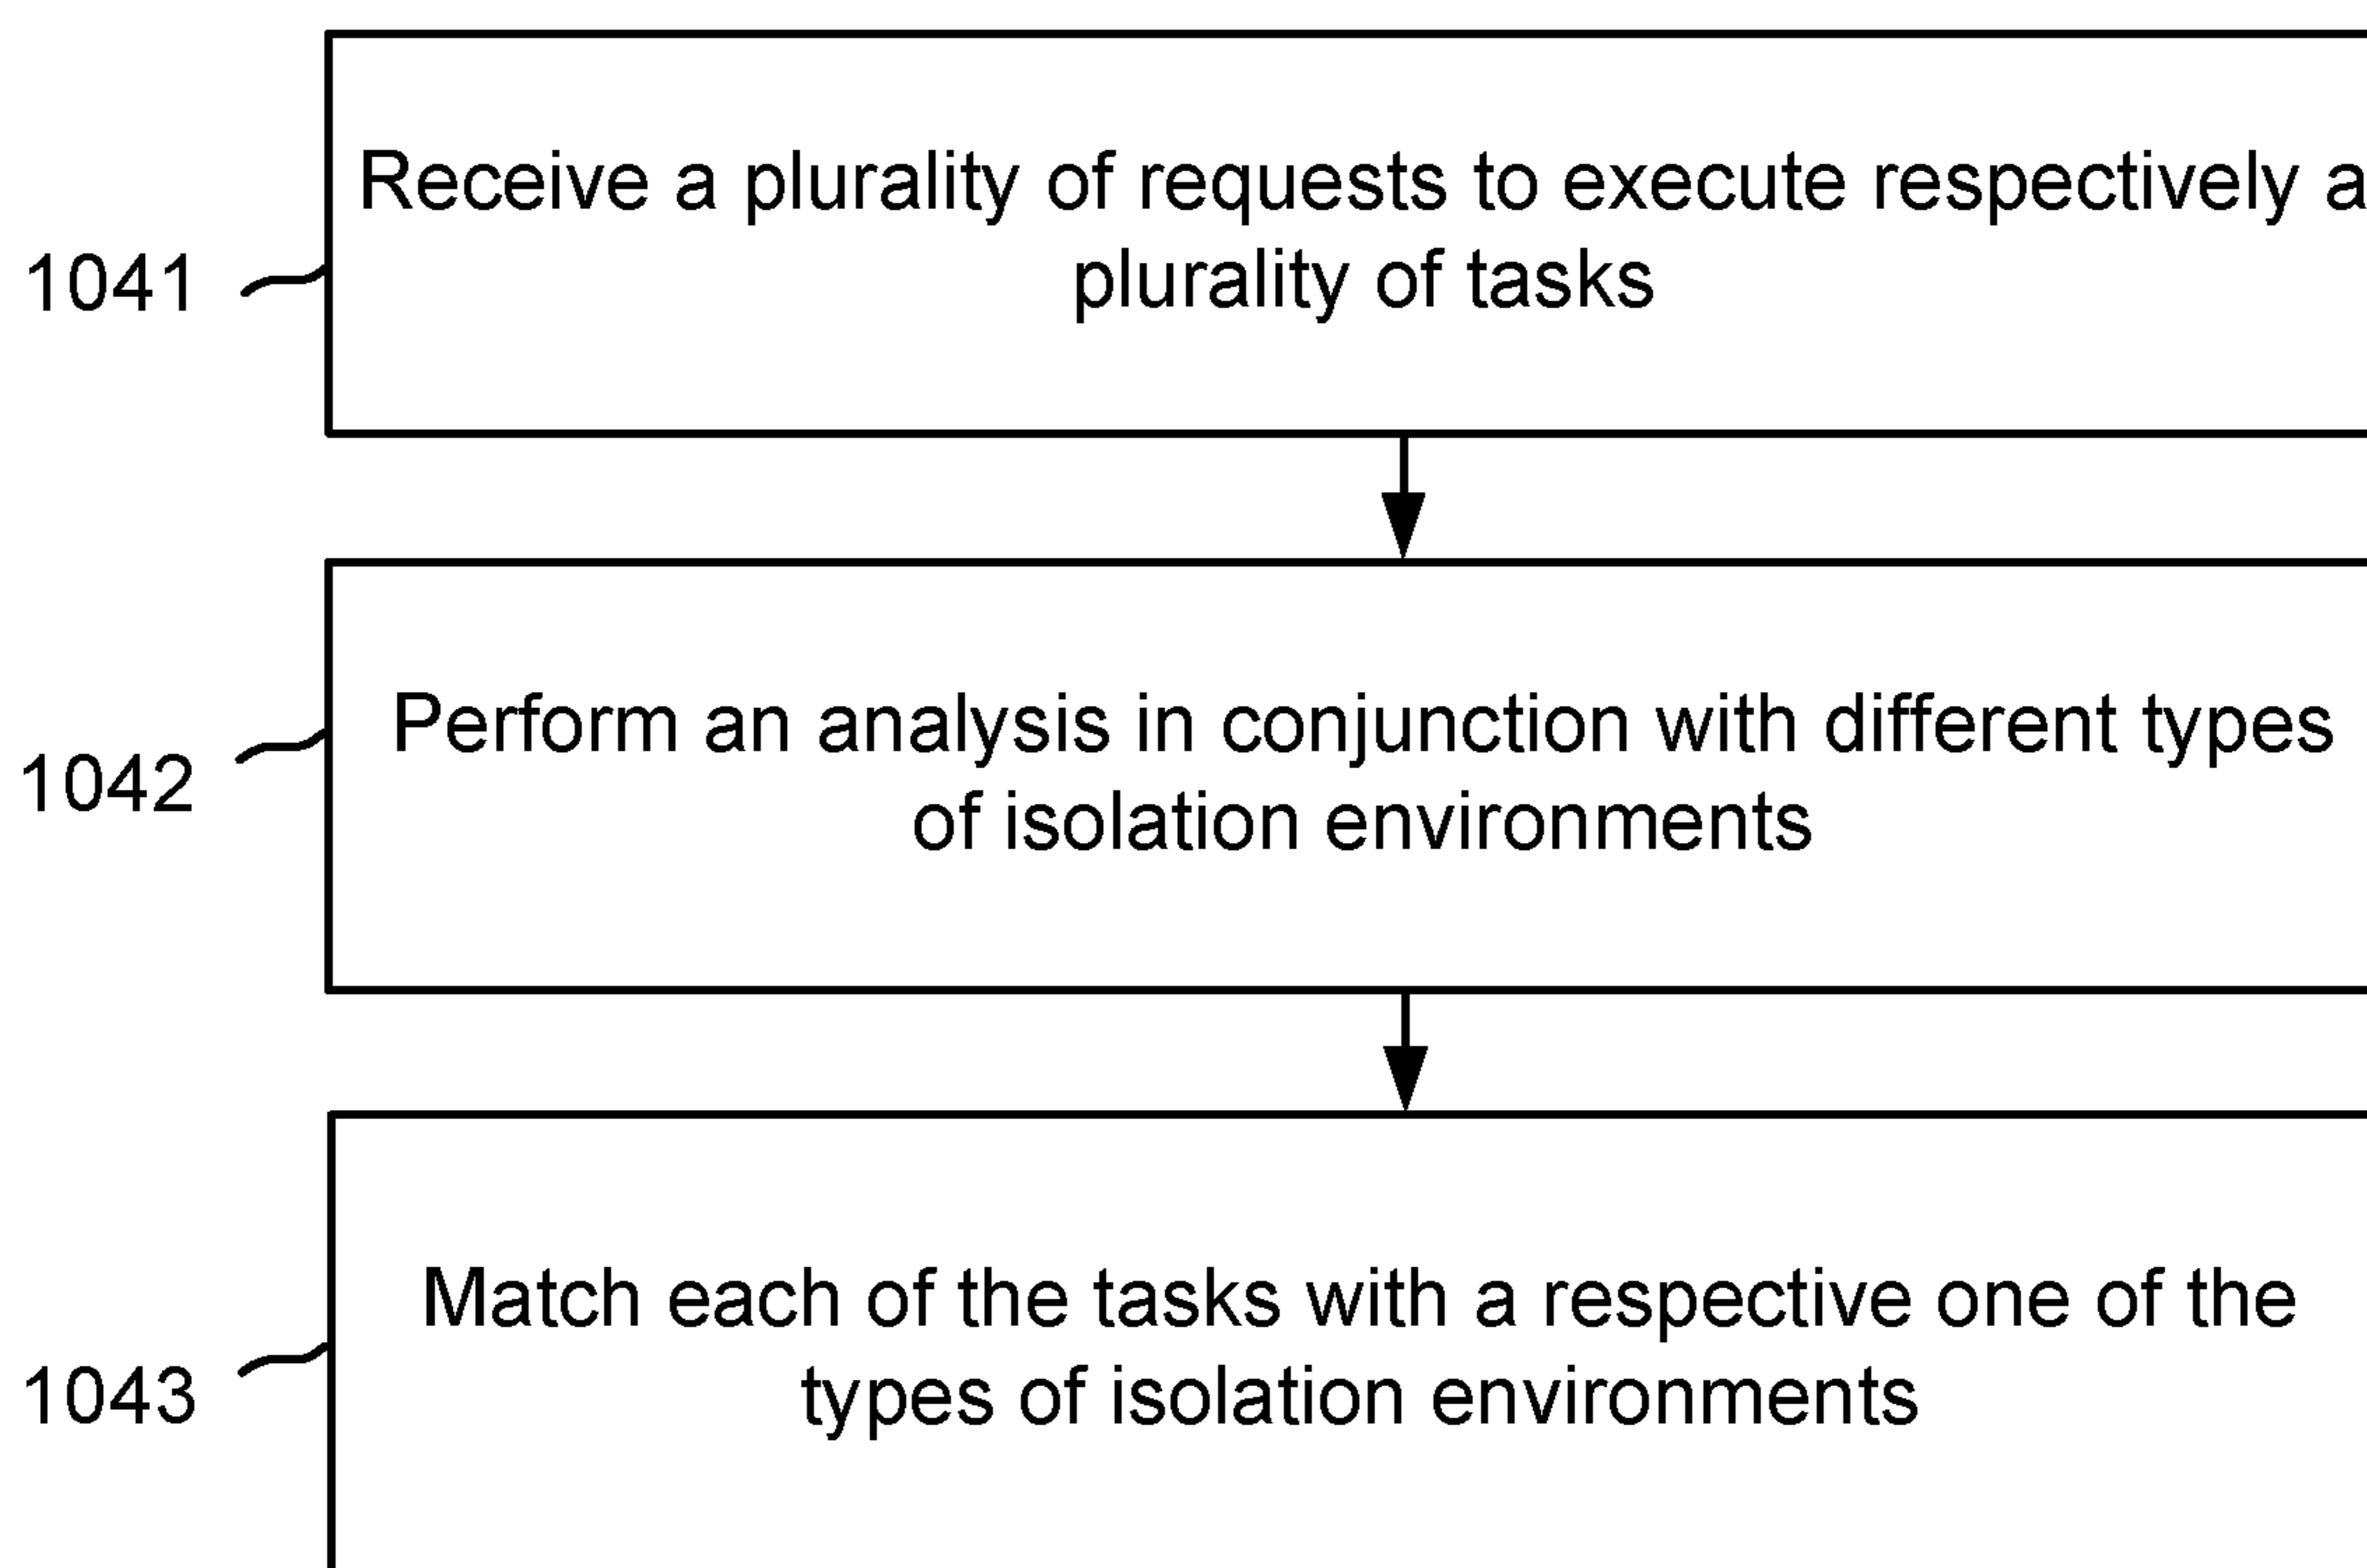 Receive a plurality of requests to execute respectively a
plurality of tasks
1041
Perform an analysis in conjunction with different types
of isolation environments
1042
Match each of the tasks with a respective one of the
types of isolation environments
1043